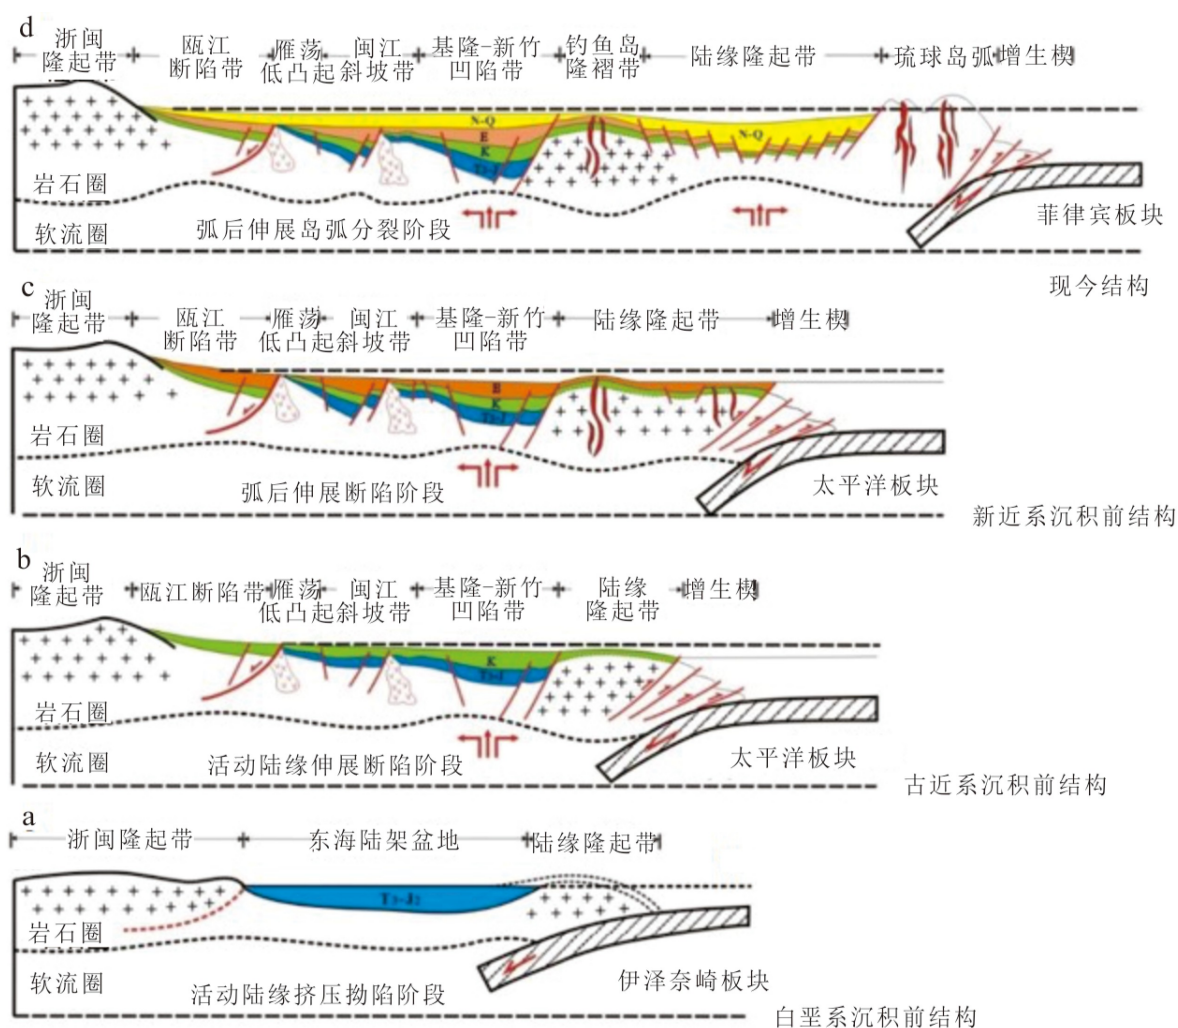 d
浙闽
隆起带
瓯江
断陷带
雁荡
低凸起
闽江
斜坡带
基隆-新竹
凹陷带
钓鱼岛
隆褶带
陆缘隆起带
琉球岛弧
增生楔
N-Q
E
K
N-Q
岩石圈
软流圈
弧后伸展岛弧分裂阶段
菲律宾板块
现今结构
c
浙闽
隆起带
瓯江
断陷带
雁荡
低凸起
闽江
斜坡带
基隆-新竹
凹陷带
陆缘隆起带
增生楔
E
K
岩石圈
软流圈
弧后伸展断陷阶段
太平洋板块
新近系沉积前结构
b
浙闽
隆起带
瓯江断陷带
雁荡
低凸起
闽江
斜坡带
基隆-新竹
凹陷带
陆缘
隆起带
增生楔
K
岩石圈
软流圈
活动陆缘伸展断陷阶段
太平洋板块
古近系沉积前结构
a
浙闽隆起带
东海陆架盆地
陆缘隆起带
T₃-J₂
岩石圈
软流圈
活动陆缘挤压拗陷阶段
伊泽奈崎板块
白垩系沉积前结构